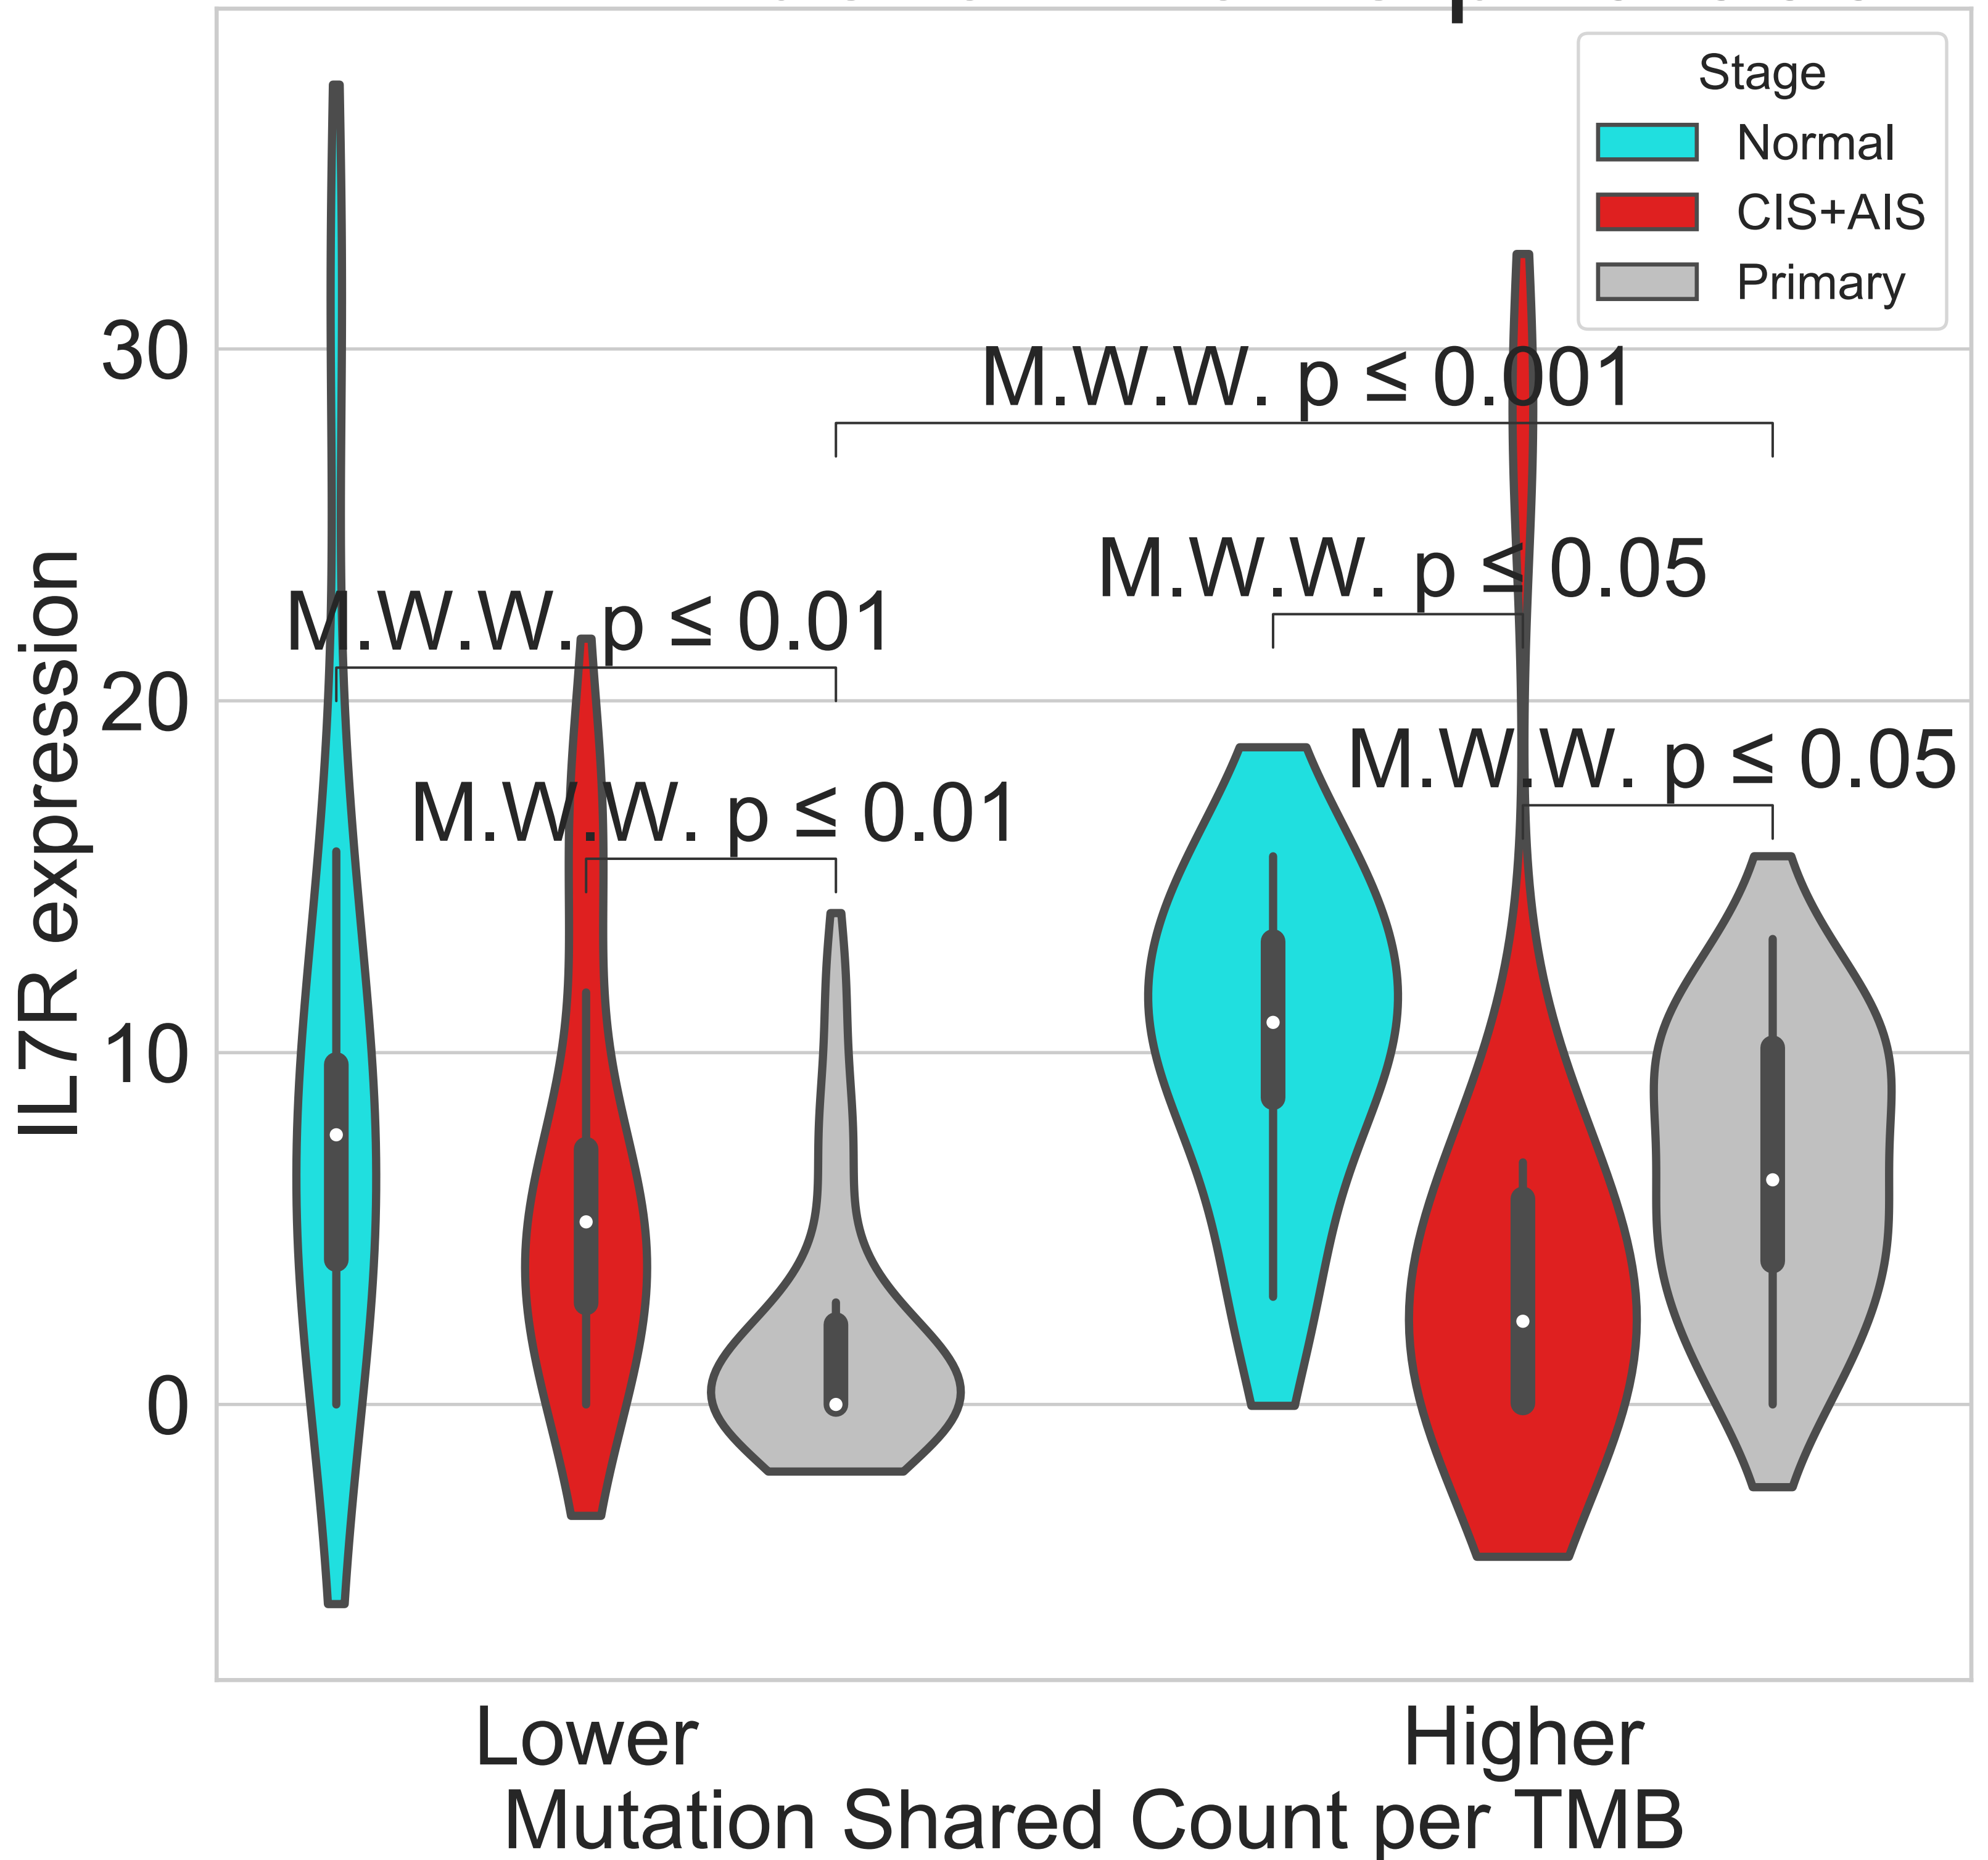 Stage
Normal
CIS+AIS
Primary
30
20
10
0
IL7R expression
M.W.W. p ≤ 0.001
M.W.W. p ≤ 0.05
M.W.W. p ≤ 0.01
M.W.W. p ≤ 0.05
M.W.W. p ≤ 0.01
Lower
Higher
Mutation Shared Count per TMB